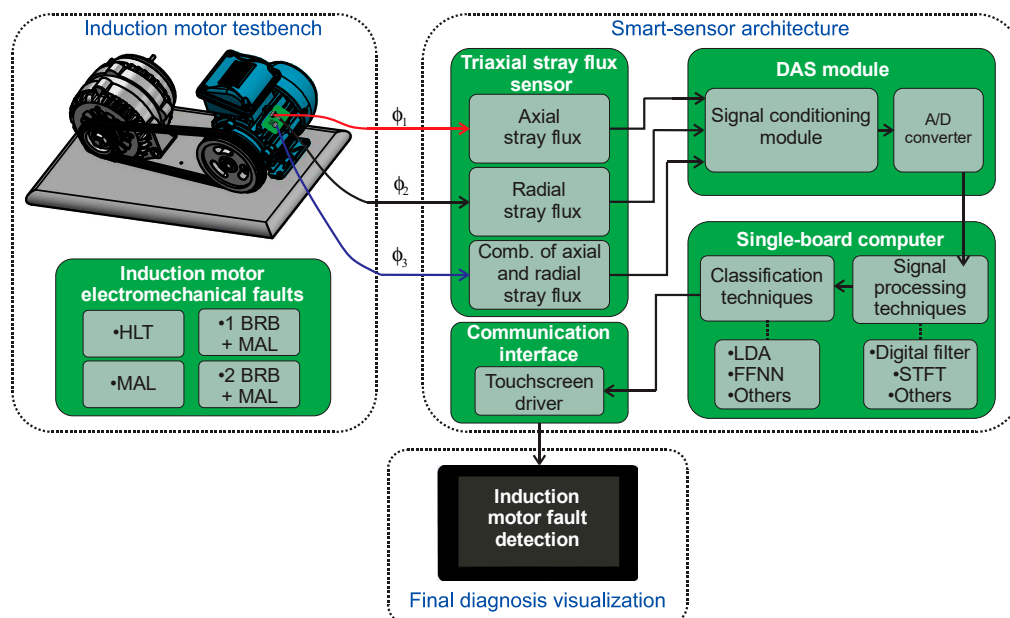 Induction motor testbench
Smart-sensor architecture
ϕ1
ϕ2
ϕ3
Induction motor
electromechanical faults
•HLT
•1 BRB
+ MAL
•MAL
•2 BRB
+ MAL
Triaxial stray flux
sensor
Axial
stray flux
Radial
stray flux
Comb. of axial
and radial
stray flux
DAS module
Signal conditioning
module
A/D
converter
Single-board computer
Classification
techniques
Signal
processing
techniques
•LDA
•FFNN
•Others
•Digital filter
•STFT
•Others
Communication
interface
Touchscreen
driver
Induction
motor fault
detection
Final diagnosis visualization